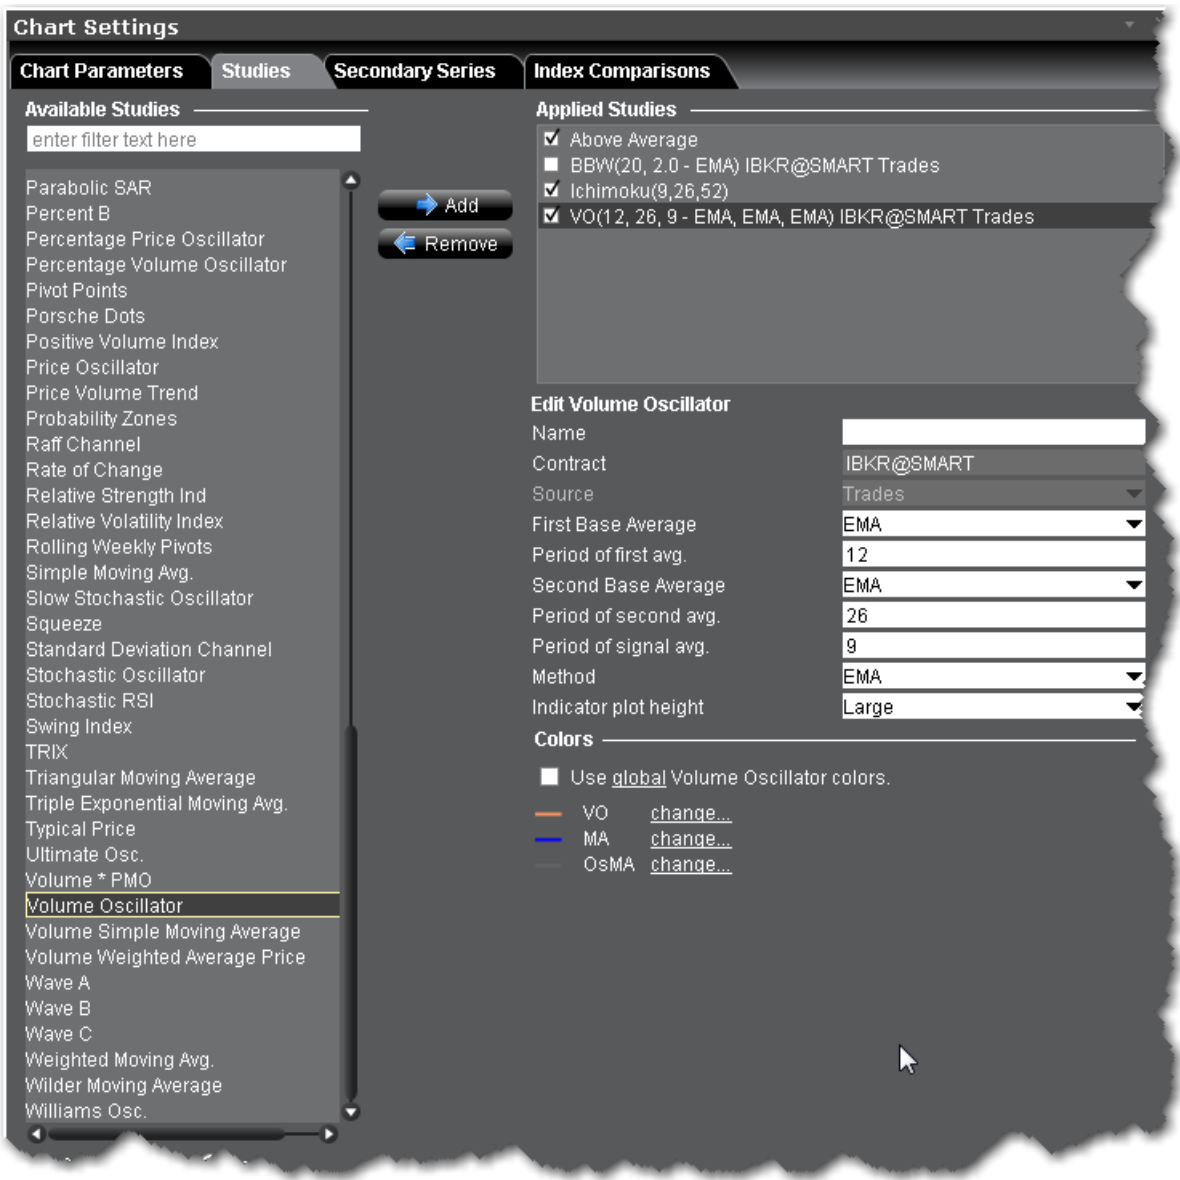 Chart Settings
Chart Parameters Studies Secondary Series Index Comparisons
Available Studies
enter filter text here
Parabolic SAR
Percent B
Percentage Price Oscillator
Percentage Volume Oscillator
Pivot Points
Porsche Dots
Positive Volume Index
Price Oscillator
Price Volume Trend
Probability Zones
Raff Channel
Rate of Change
Relative Strength Ind
Relative Volatility Index
Rolling Weekly Pivots
Simple Moving Avg.
Slow Stochastic Oscillator
Squeeze
Standard Deviation Channel
Stochastic Oscillator
Stochastic RSI
Swing Index
TRIX
Triangular Moving Average
Triple Exponential Moving Avg.
Typical Price
Ultimate Osc.
Volume * PMO
Volume Oscillator
Volume Simple Moving Average
Volume Weighted Average Price
Wave A
Wave B
Wave C
Weighted Moving Avg.
Wilder Moving Average
Williams Osc.
Add
Remove
Applied Studies
Above Average
BBW(20, 2.0 - EMA) IBKR@SMART Trades
Ichimoku(9,26,52)
VO(12, 26, 9 - EMA, EMA, EMA) IBKR@SMART Trades
Edit Volume Oscillator
Name
Contract IBKR@SMART
Source Trades
First Base Average EMA
Period of first avg. 12
Second Base Average EMA
Period of second avg. 26
Period of signal avg. 9
Method EMA
Indicator plot height Large
Colors
Use global Volume Oscillator colors.
VO change...
MA change...
OsMA change...